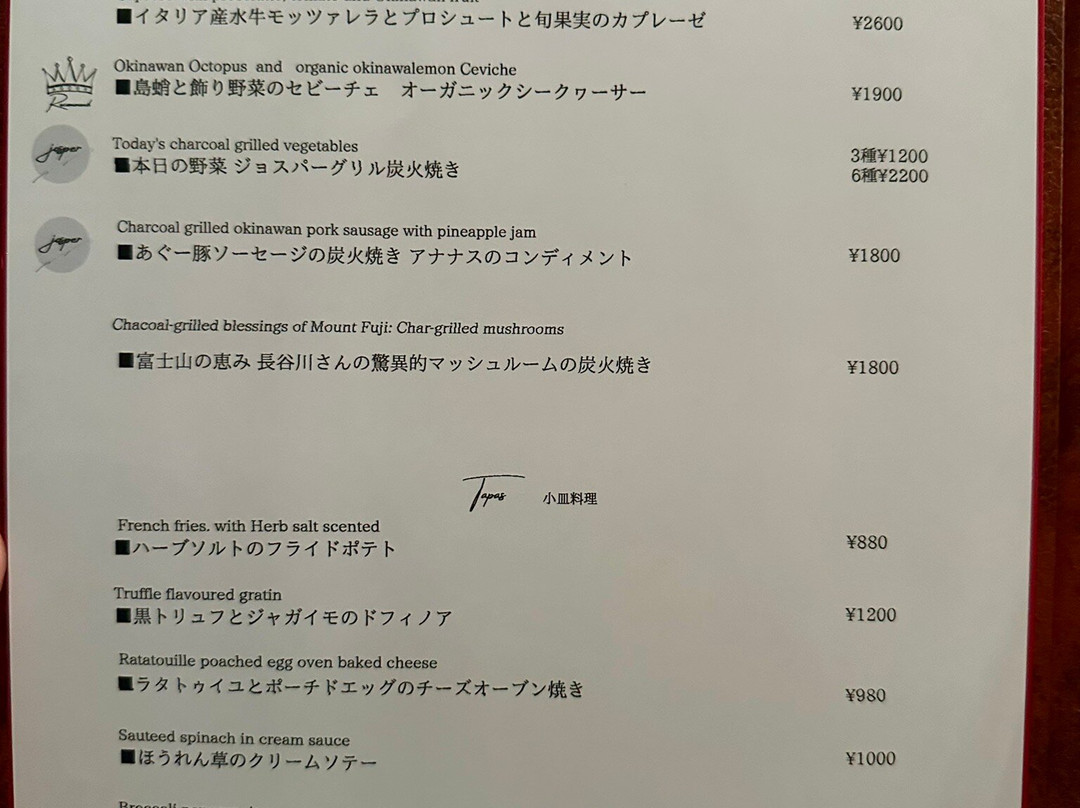 ■イタリア産水牛モッツァレラとプロシュートと旬果実のカプレーゼ ¥2600
Okinawan Octopus and organic okinawalemon Ceviche
■島蛸と飾り野菜のセビーチェ オーガニックシークヮーサー ¥1900
Today's charcoal grilled vegetables
jasper
■本日の野菜 ジョスパーグリル炭火焼き 3種¥1200
6種¥2200
Charcoal grilled okinawan pork sausage with pineapple jam
jasper
■あぐー豚ソーセージの炭火焼き アナナスのコンディメント ¥1800
Chacoal-grilled blessings of Mount Fuji: Char-grilled mushrooms
■富士山の恵み 長谷川さんの驚異的マッシュルームの炭火焼き ¥1800
Tapas 小皿料理
French fries. with Herb salt scented
■ハーブソルトのフライドポテト ¥880
Truffle flavoured gratin
■黒トリュフとジャガイモのドフィノア ¥1200
Ratatouille poached egg oven baked cheese
■ラタトゥイユとポーチドエッグのチーズオーブン焼き ¥980
Sauteed spinach in cream sauce
■ほうれん草のクリームソテー ¥1000